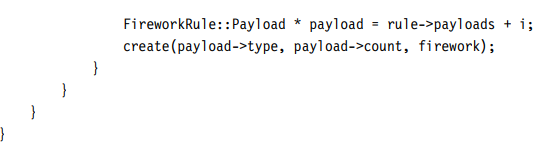 FireworkRule::Payload * payload = rule->payloads + i;
create(payload->type, payload->count, firework);
}
}
}
}